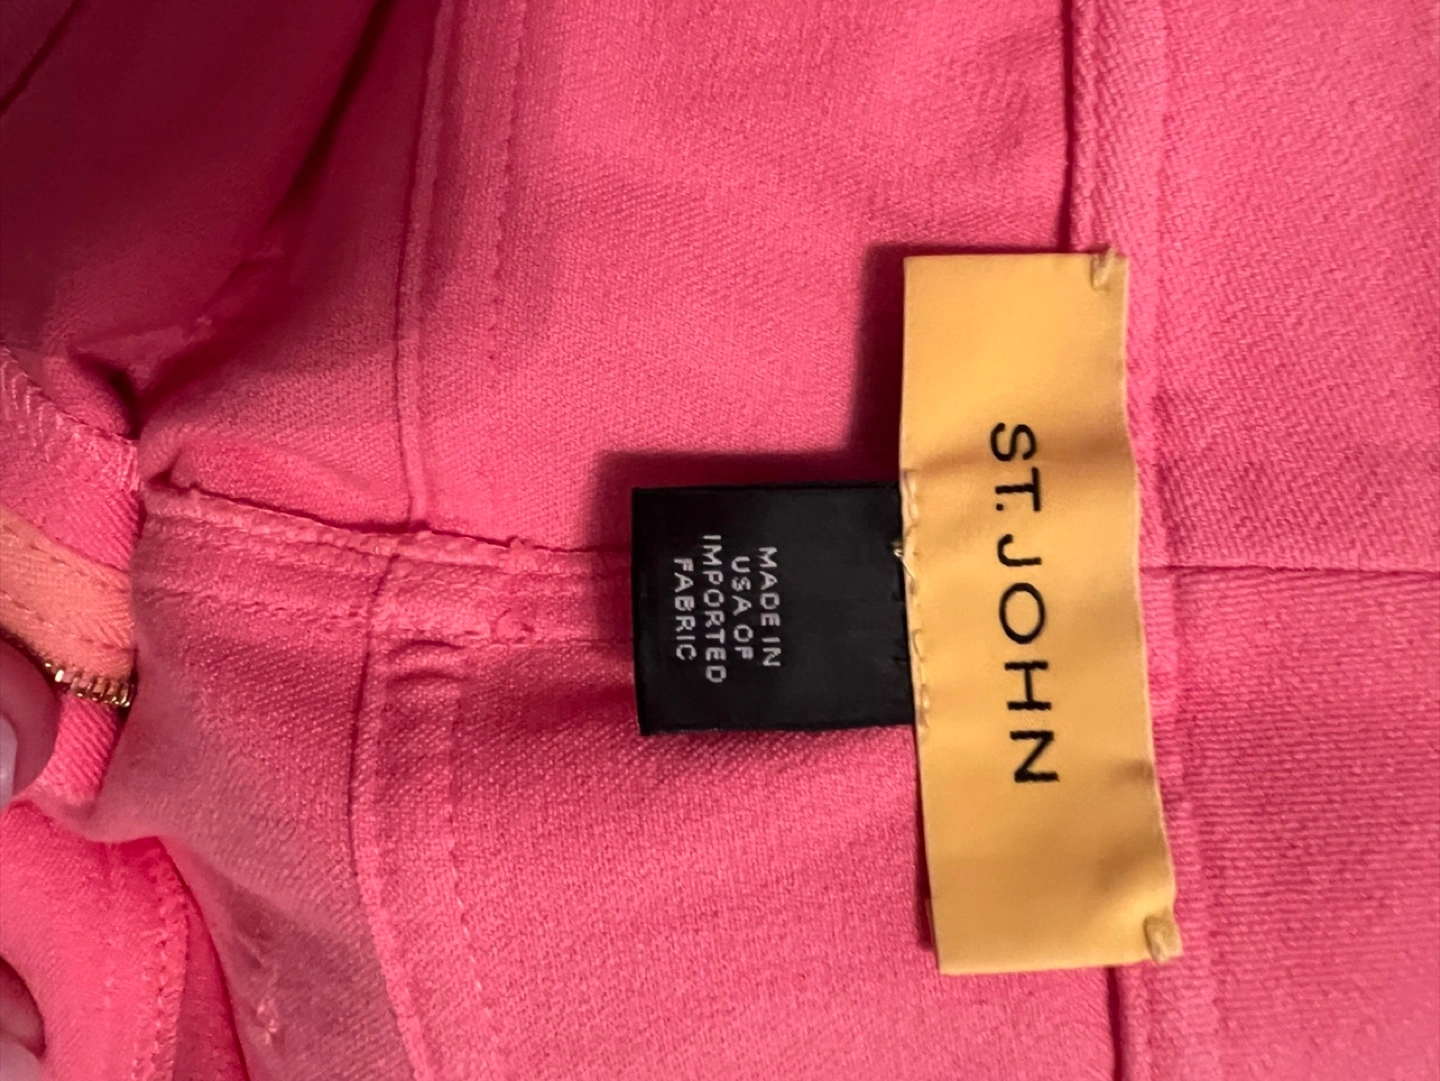 ST. JOHN
MADE IN
USA OF
IMPORTED
FABRIC